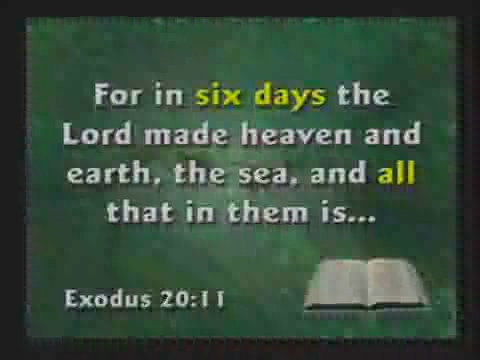 For in six days the
Lord made heaven and
earth, the sea, and all
that in them is...
Exodus 20:11